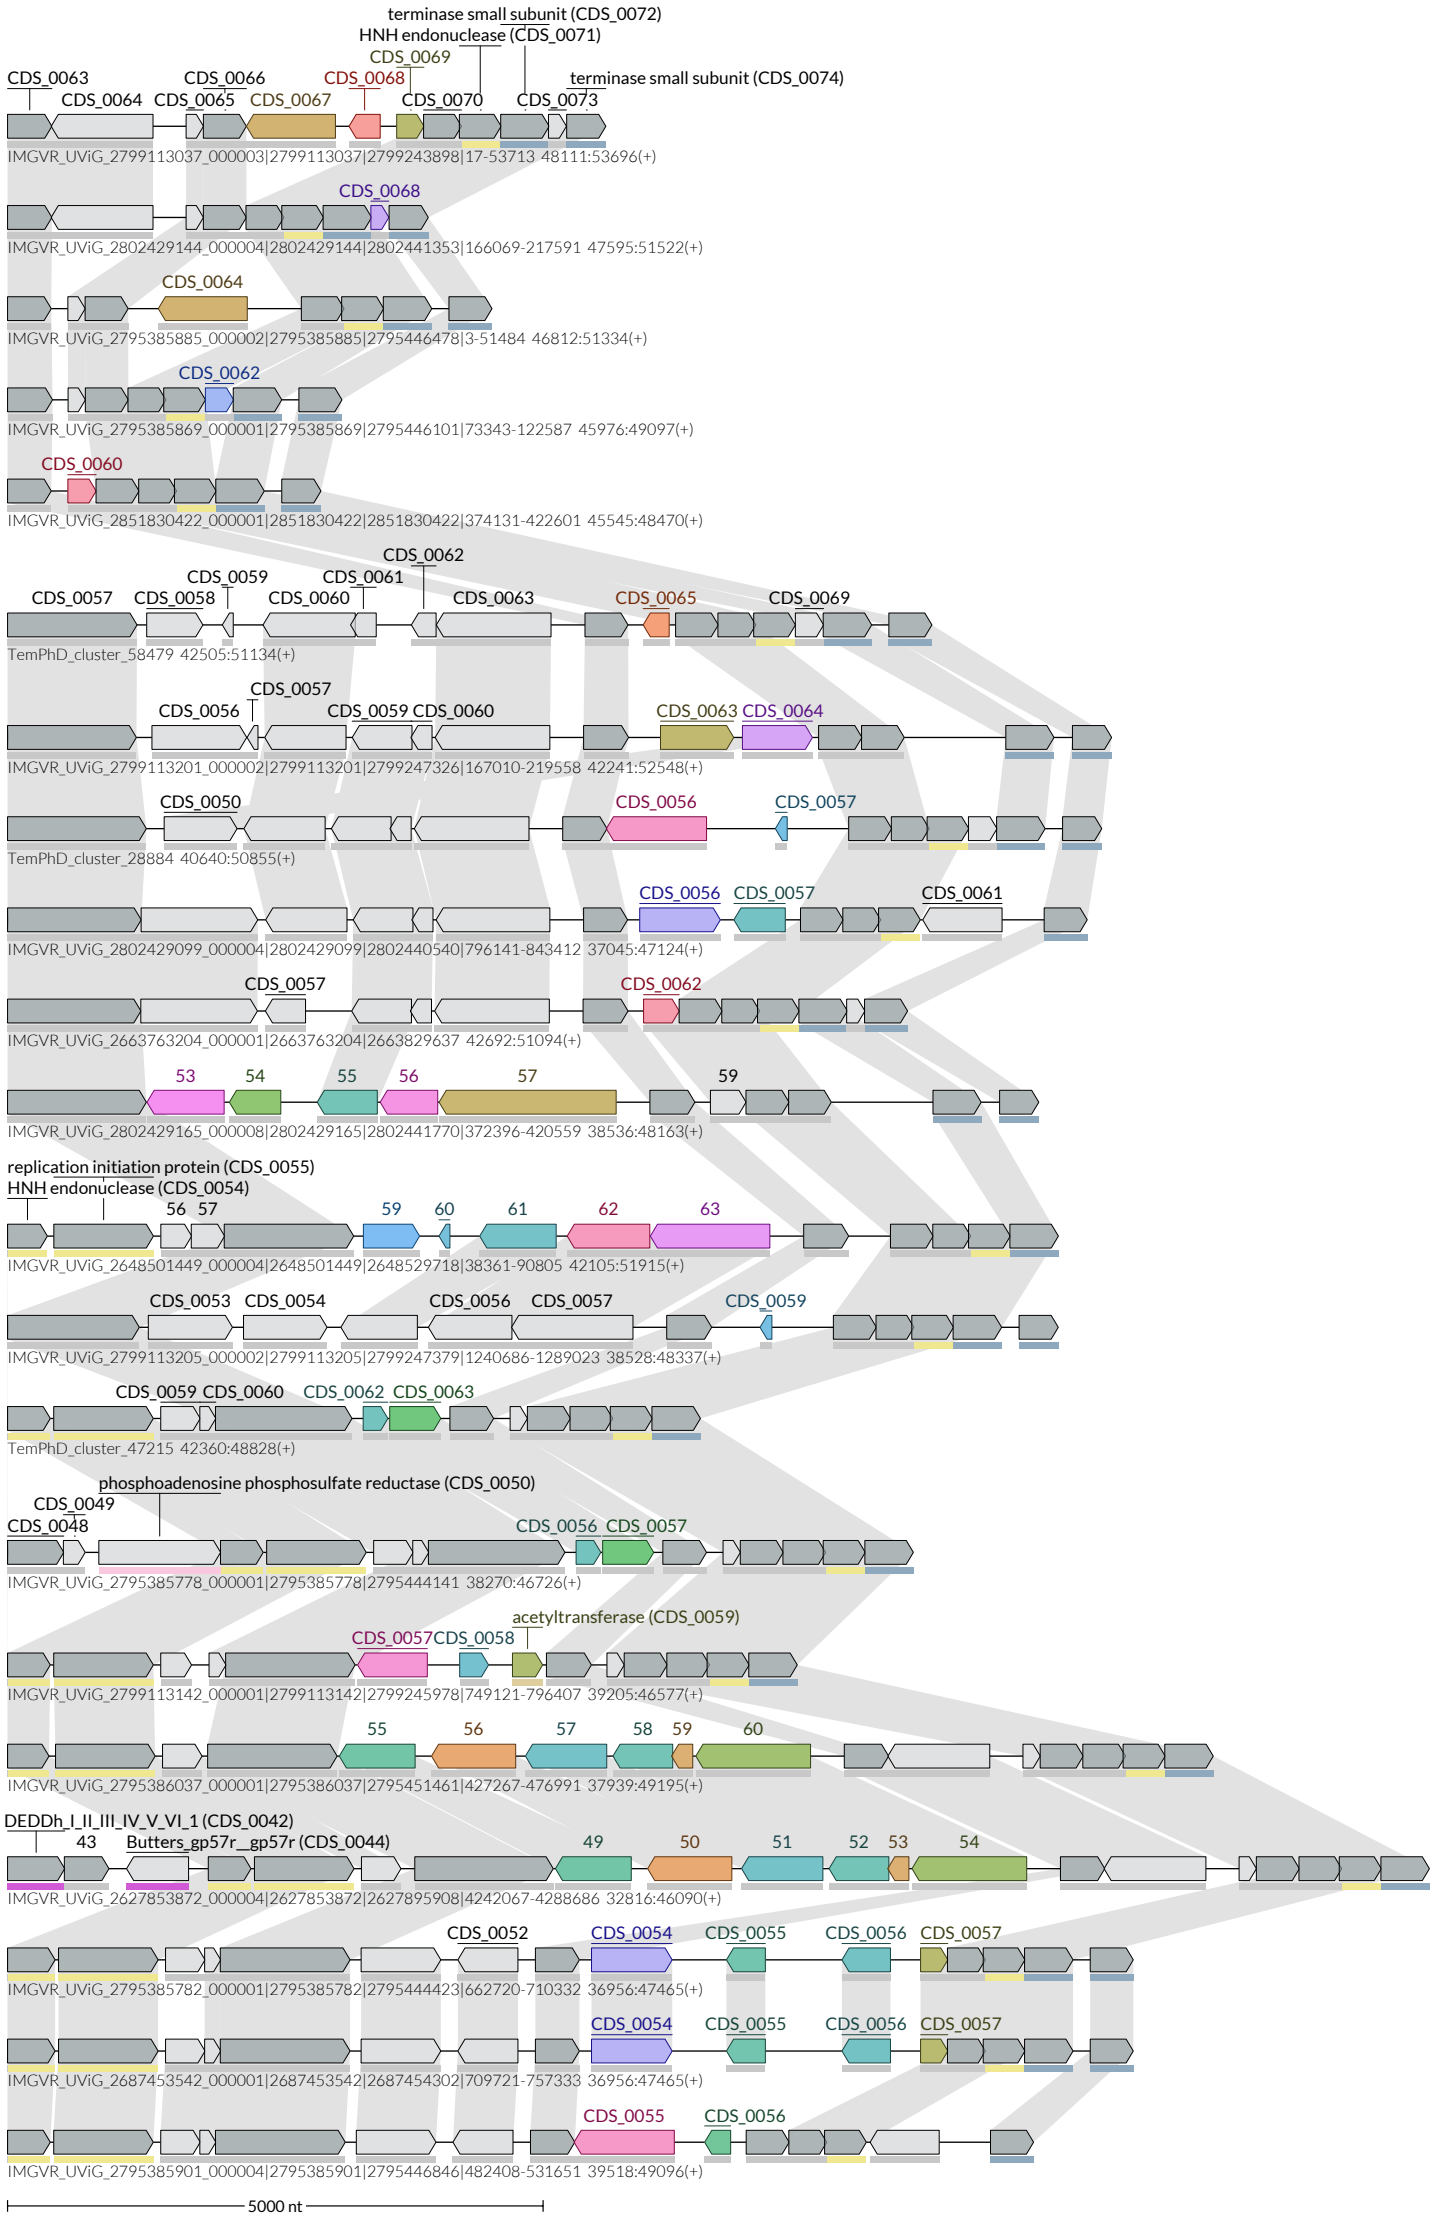 terminase small subunit (CDS_0072)
HNH endonuclease (CDS_0071)
CDS_0069
CDS_0063 CDS_0066 CDS_0068 terminase small subunit (CDS_0074)
CDS_0064 CDS_0065 CDS_0067 CDS_0070 CDS_0073
IMGVR_UViG_2799113037_000003|2799113037|2799243898|17-53713 48111:53696(+)
CDS_0068
IMGVR_UViG_2802429144_000004|2802429144|2802441353|166069-217591 47595:51522(+)
CDS_0064
IMGVR_UViG_2795385885_000002|2795385885|2795446478|3-51484 46812:51334(+)
CDS_0062
IMGVR_UViG_2795385869_000001|2795385869|2795446101|73343-122587 45976:49097(+)
CDS_0060
IMGVR_UViG_2851830422_000001|2851830422|2851830422|374131-422601 45545:48470(+)
CDS_0062
CDS_0059 CDS_0061
CDS_0057 CDS_0058 CDS_0060 CDS_0063 CDS_0065 CDS_0069
TemPhD_cluster_58479 42505:51134(+)
CDS_0057
CDS_0056 CDS_0059 CDS_0060 CDS_0063 CDS_0064
IMGVR_UViG_2799113201_000002|2799113201|2799247326|167010-219558 42241:52548(+)
CDS_0050 CDS_0056 CDS_0057
TemPhD_cluster_28884 40640:50855(+)
CDS_0056 CDS_0057 CDS_0061
IMGVR_UViG_2802429099_000004|2802429099|2802440540|796141-843412 37045:47124(+)
CDS_0057 CDS_0062
IMGVR_UViG_2663763204_000001|2663763204|2663829637 42692:51094(+)
53 54 55 56 57 59
IMGVR_UViG_2802429165_000008|2802429165|2802441770|372396-420559 38536:48163(+)
replication initiation protein (CDS_0055)
HNH endonuclease (CDS_0054)
56 57 59 60 61 62 63
IMGVR_UViG_2648501449_000004|2648501449|2648529718|38361-90805 42105:51915(+)
CDS_0053 CDS_0054 CDS_0056 CDS_0057 CDS_0059
IMGVR_UViG_2799113205_000002|2799113205|2799247379|1240686-1289023 38528:48337(+)
CDS_0059 CDS_0060 CDS_0062 CDS_0063
TemPhD_cluster_47215 42360:48828(+)
phosphoadenosine phosphosulfate reductase (CDS_0050)
CDS_0049
CDS_0048 CDS_0056 CDS_0057
IMGVR_UViG_2795385778_000001|2795385778|2795444141 38270:46726(+)
acetyltransferase (CDS_0059)
CDS_0057 CDS_0058
IMGVR_UViG_2799113142_000001|2799113142|2799245978|749121-796407 39205:46577(+)
55 56 57 58 59 60
IMGVR_UViG_2795386037_000001|2795386037|2795451461|427267-476991 37939:49195(+)
DEDDh_I_II_III_IV_V_VI_1 (CDS_0042)
43 Butters_gp57r__gp57r (CDS_0044) 49 50 51 52 53 54
IMGVR_UViG_2627853872_000004|2627853872|2627895908|4242067-4288686 32816:46090(+)
CDS_0052 CDS_0054 CDS_0055 CDS_0056 CDS_0057
IMGVR_UViG_2795385782_000001|2795385782|2795444423|662720-710332 36956:47465(+)
CDS_0054 CDS_0055 CDS_0056 CDS_0057
IMGVR_UViG_2687453542_000001|2687453542|2687454302|709721-757333 36956:47465(+)
CDS_0055 CDS_0056
IMGVR_UViG_2795385901_000004|2795385901|2795446846|482408-531651 39518:49096(+)
5000 nt